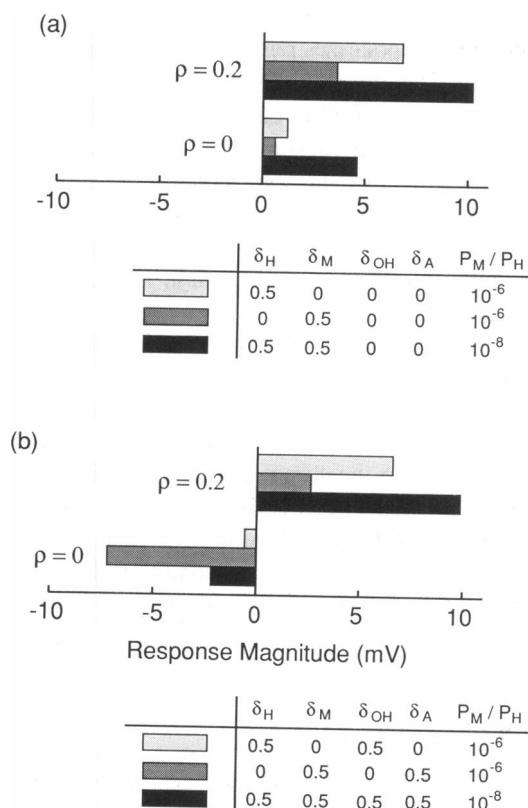 (a)
ρ = 0.2
ρ = 0
-10 -5 0 5 10
δH δM δOH δA PM / PH
0.5 0 0 0 10-6
0 0.5 0 0 10-6
0.5 0.5 0 0 10-8
(b)
ρ = 0.2
ρ = 0
-10 -5 0 5 10
Response Magnitude (mV)
δH δM δOH δA PM / PH
0.5 0 0.5 0 10-6
0 0.5 0 0.5 10-6
0.5 0.5 0.5 0.5 10-8